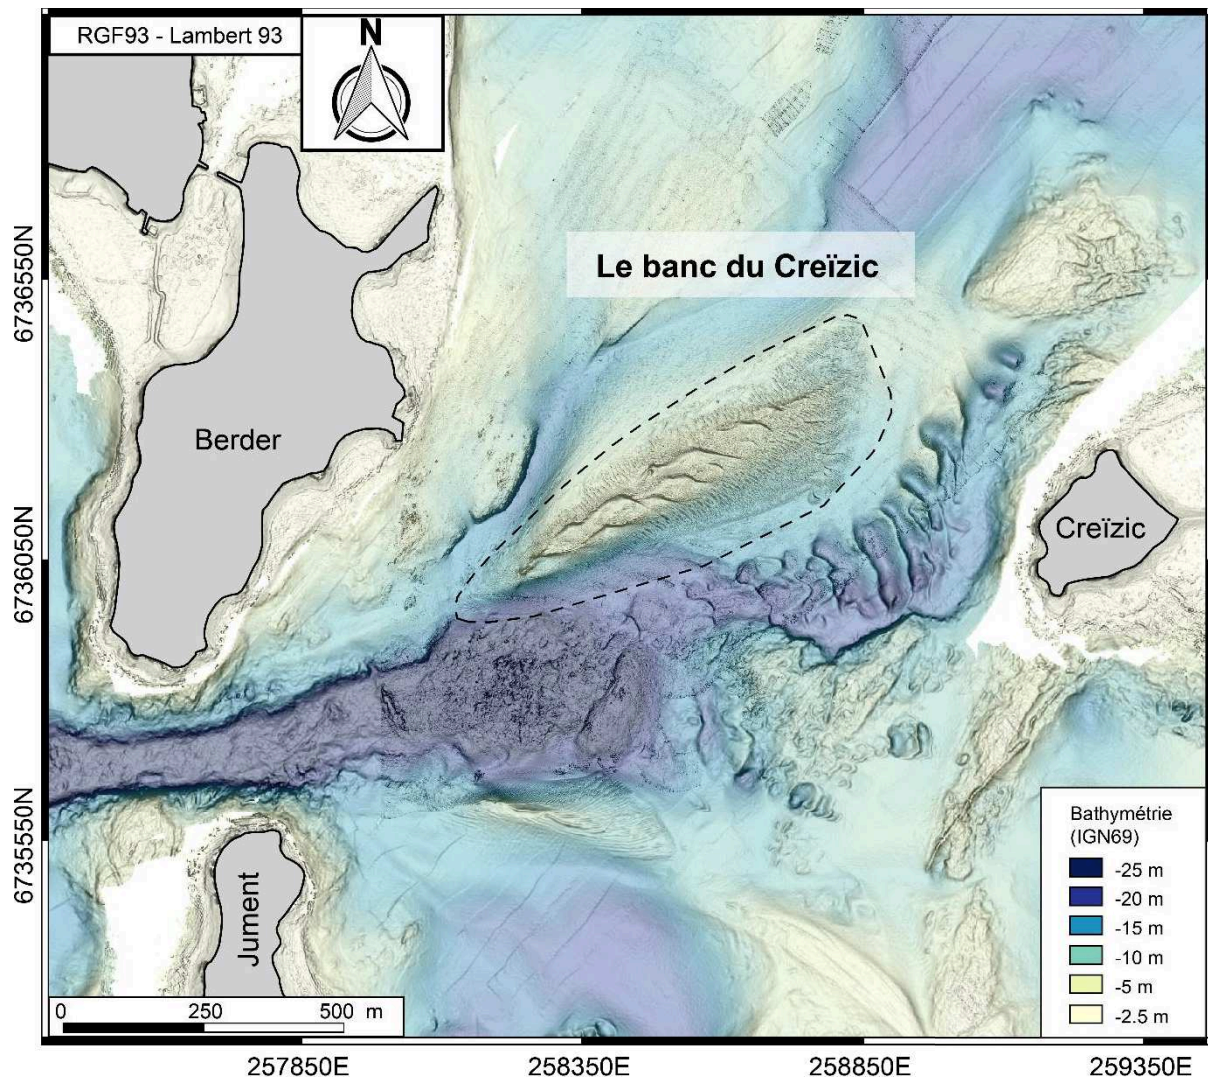 RGF93 - Lambert 93
N
Le banc du Creïzic
Berder
Creïzic
Jument
6736550N
6736050N
6735550N
Bathymétrie
(IGN69)
-25 m
-20 m
-15 m
-10 m
-5 m
-2.5 m
0 250 500 m
257850E 258350E 258850E 259350E